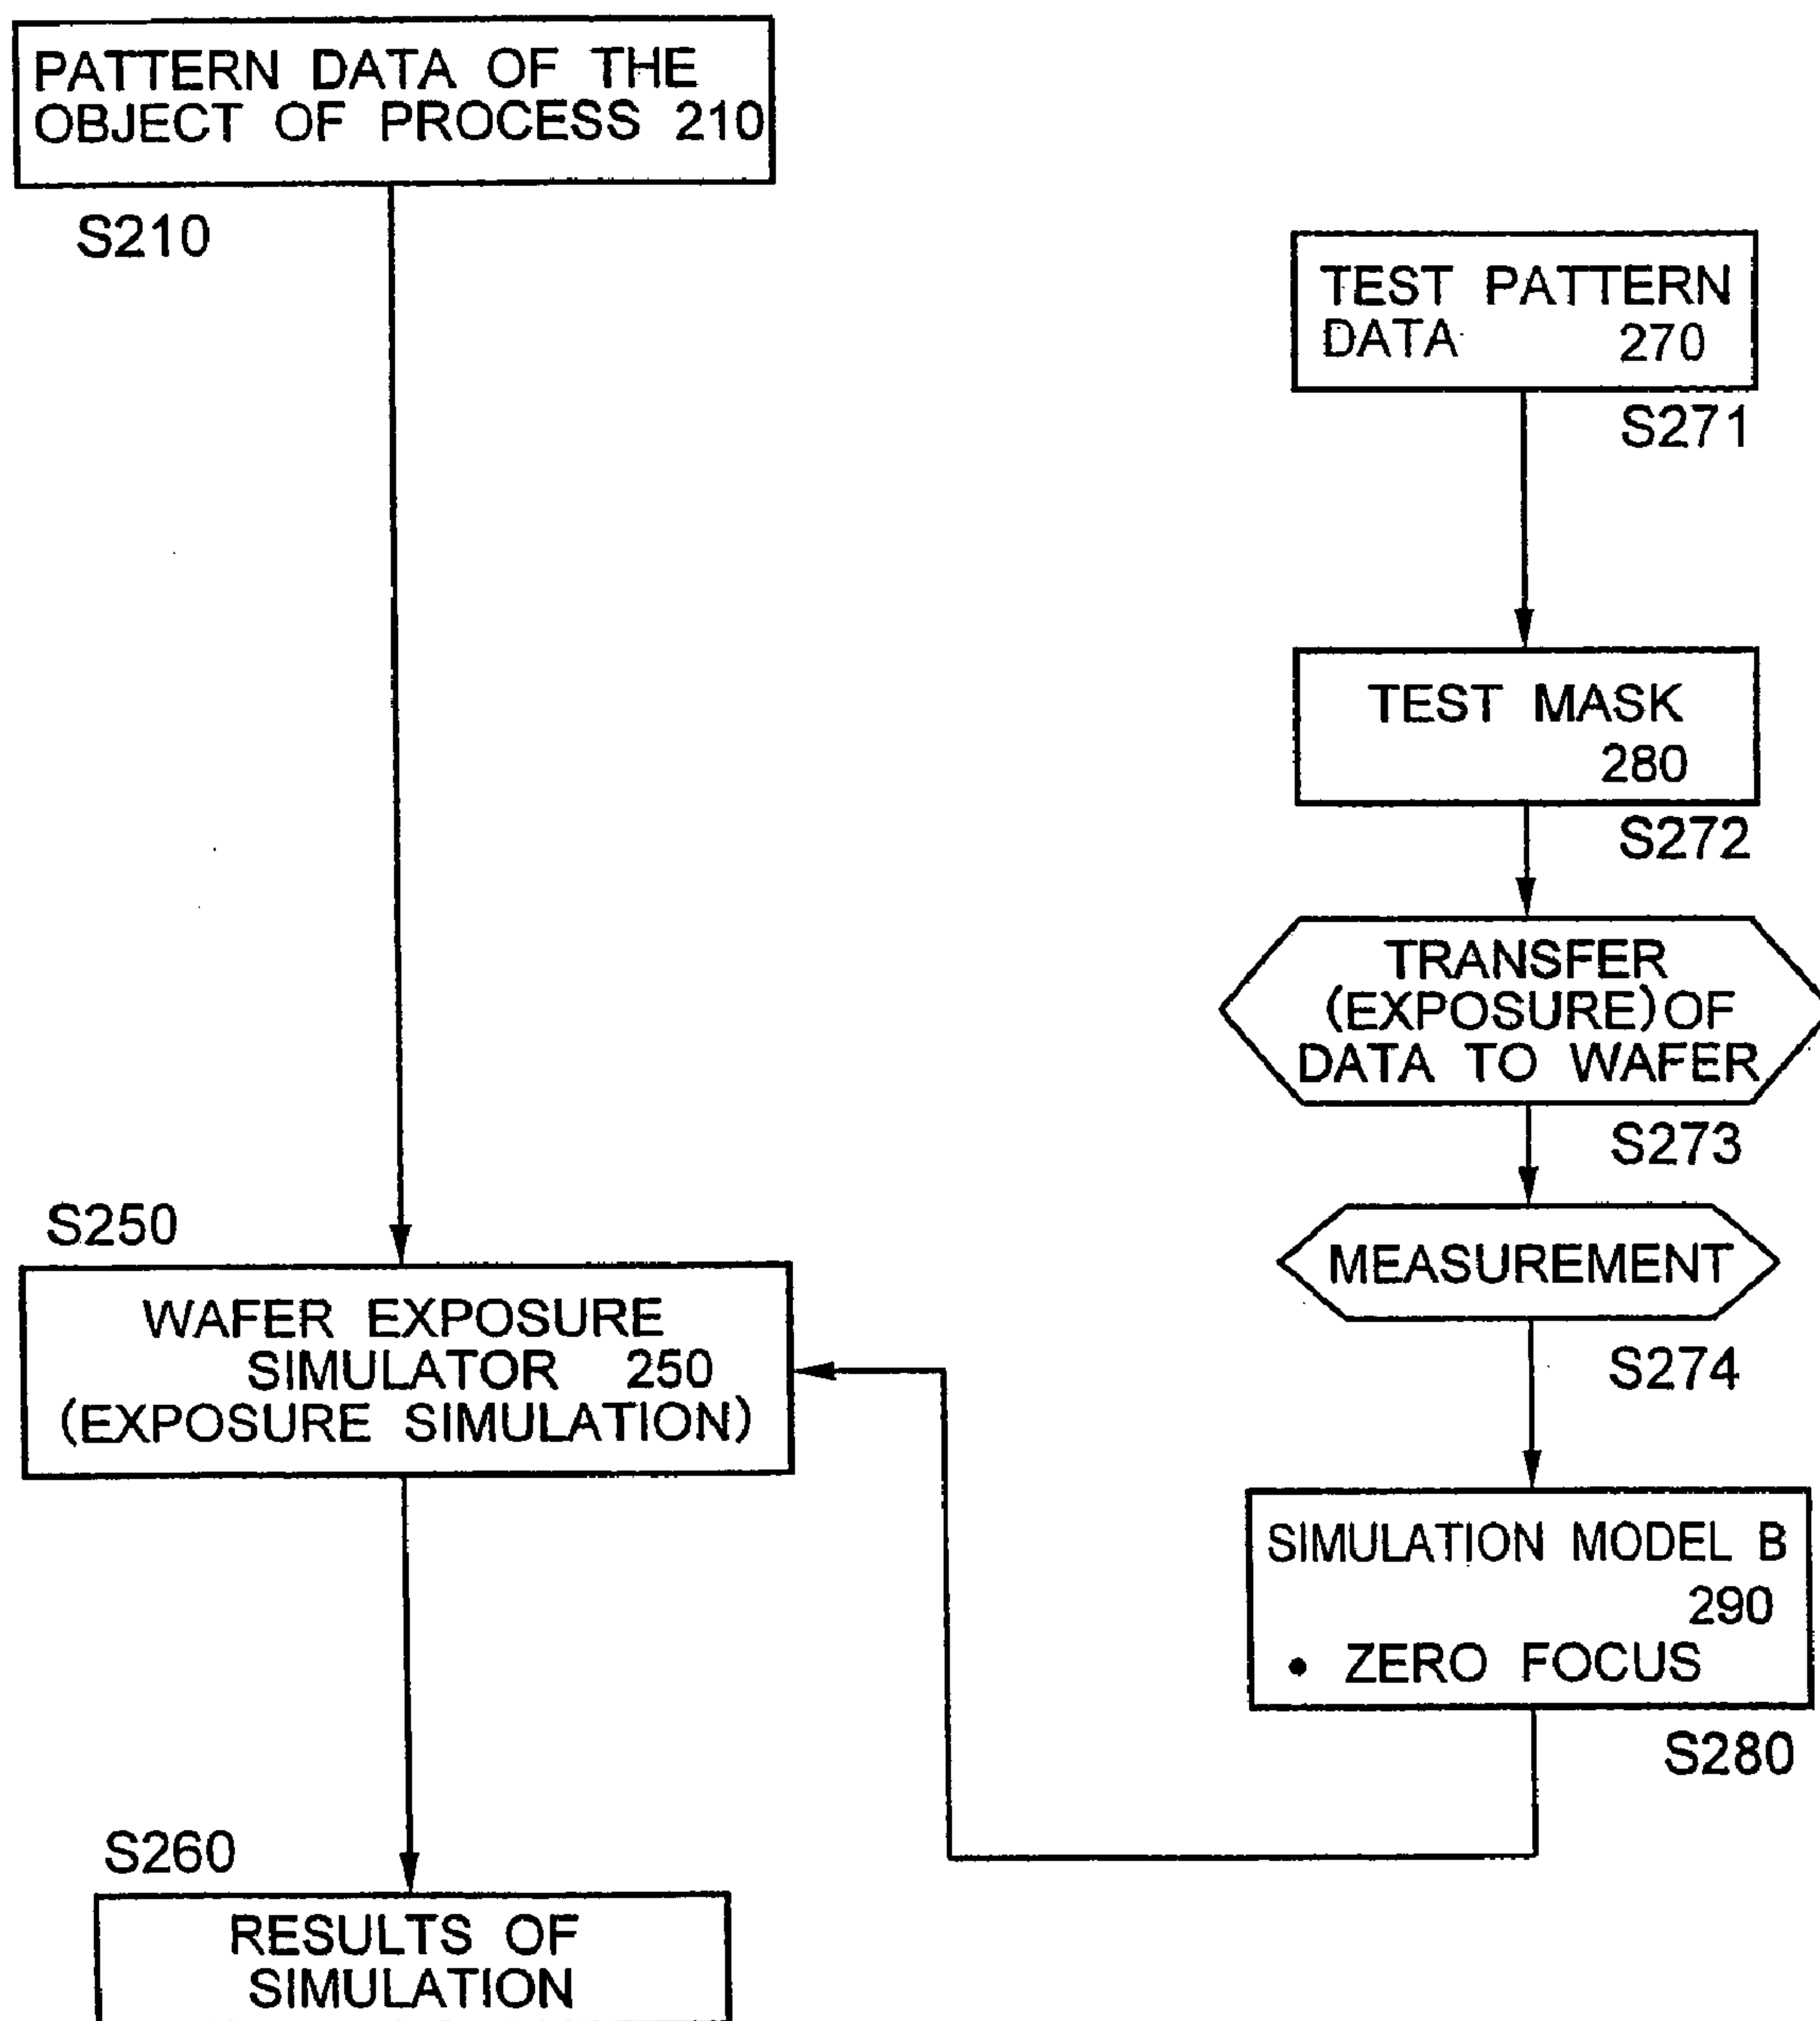 PATTERN DATA OF THE
OBJECT OF PROCESS 210
S210
TEST PATTERN
DATA 270
S271
TEST MASK
280
S272
TRANSFER
(EXPOSURE) OF
DATA TO WAFER
S273
MEASUREMENT
S274
SIMULATION MODEL B
290
• ZERO FOCUS
S280
S250
WAFER EXPOSURE
SIMULATOR 250
(EXPOSURE SIMULATION)
S260
RESULTS OF
SIMULATION